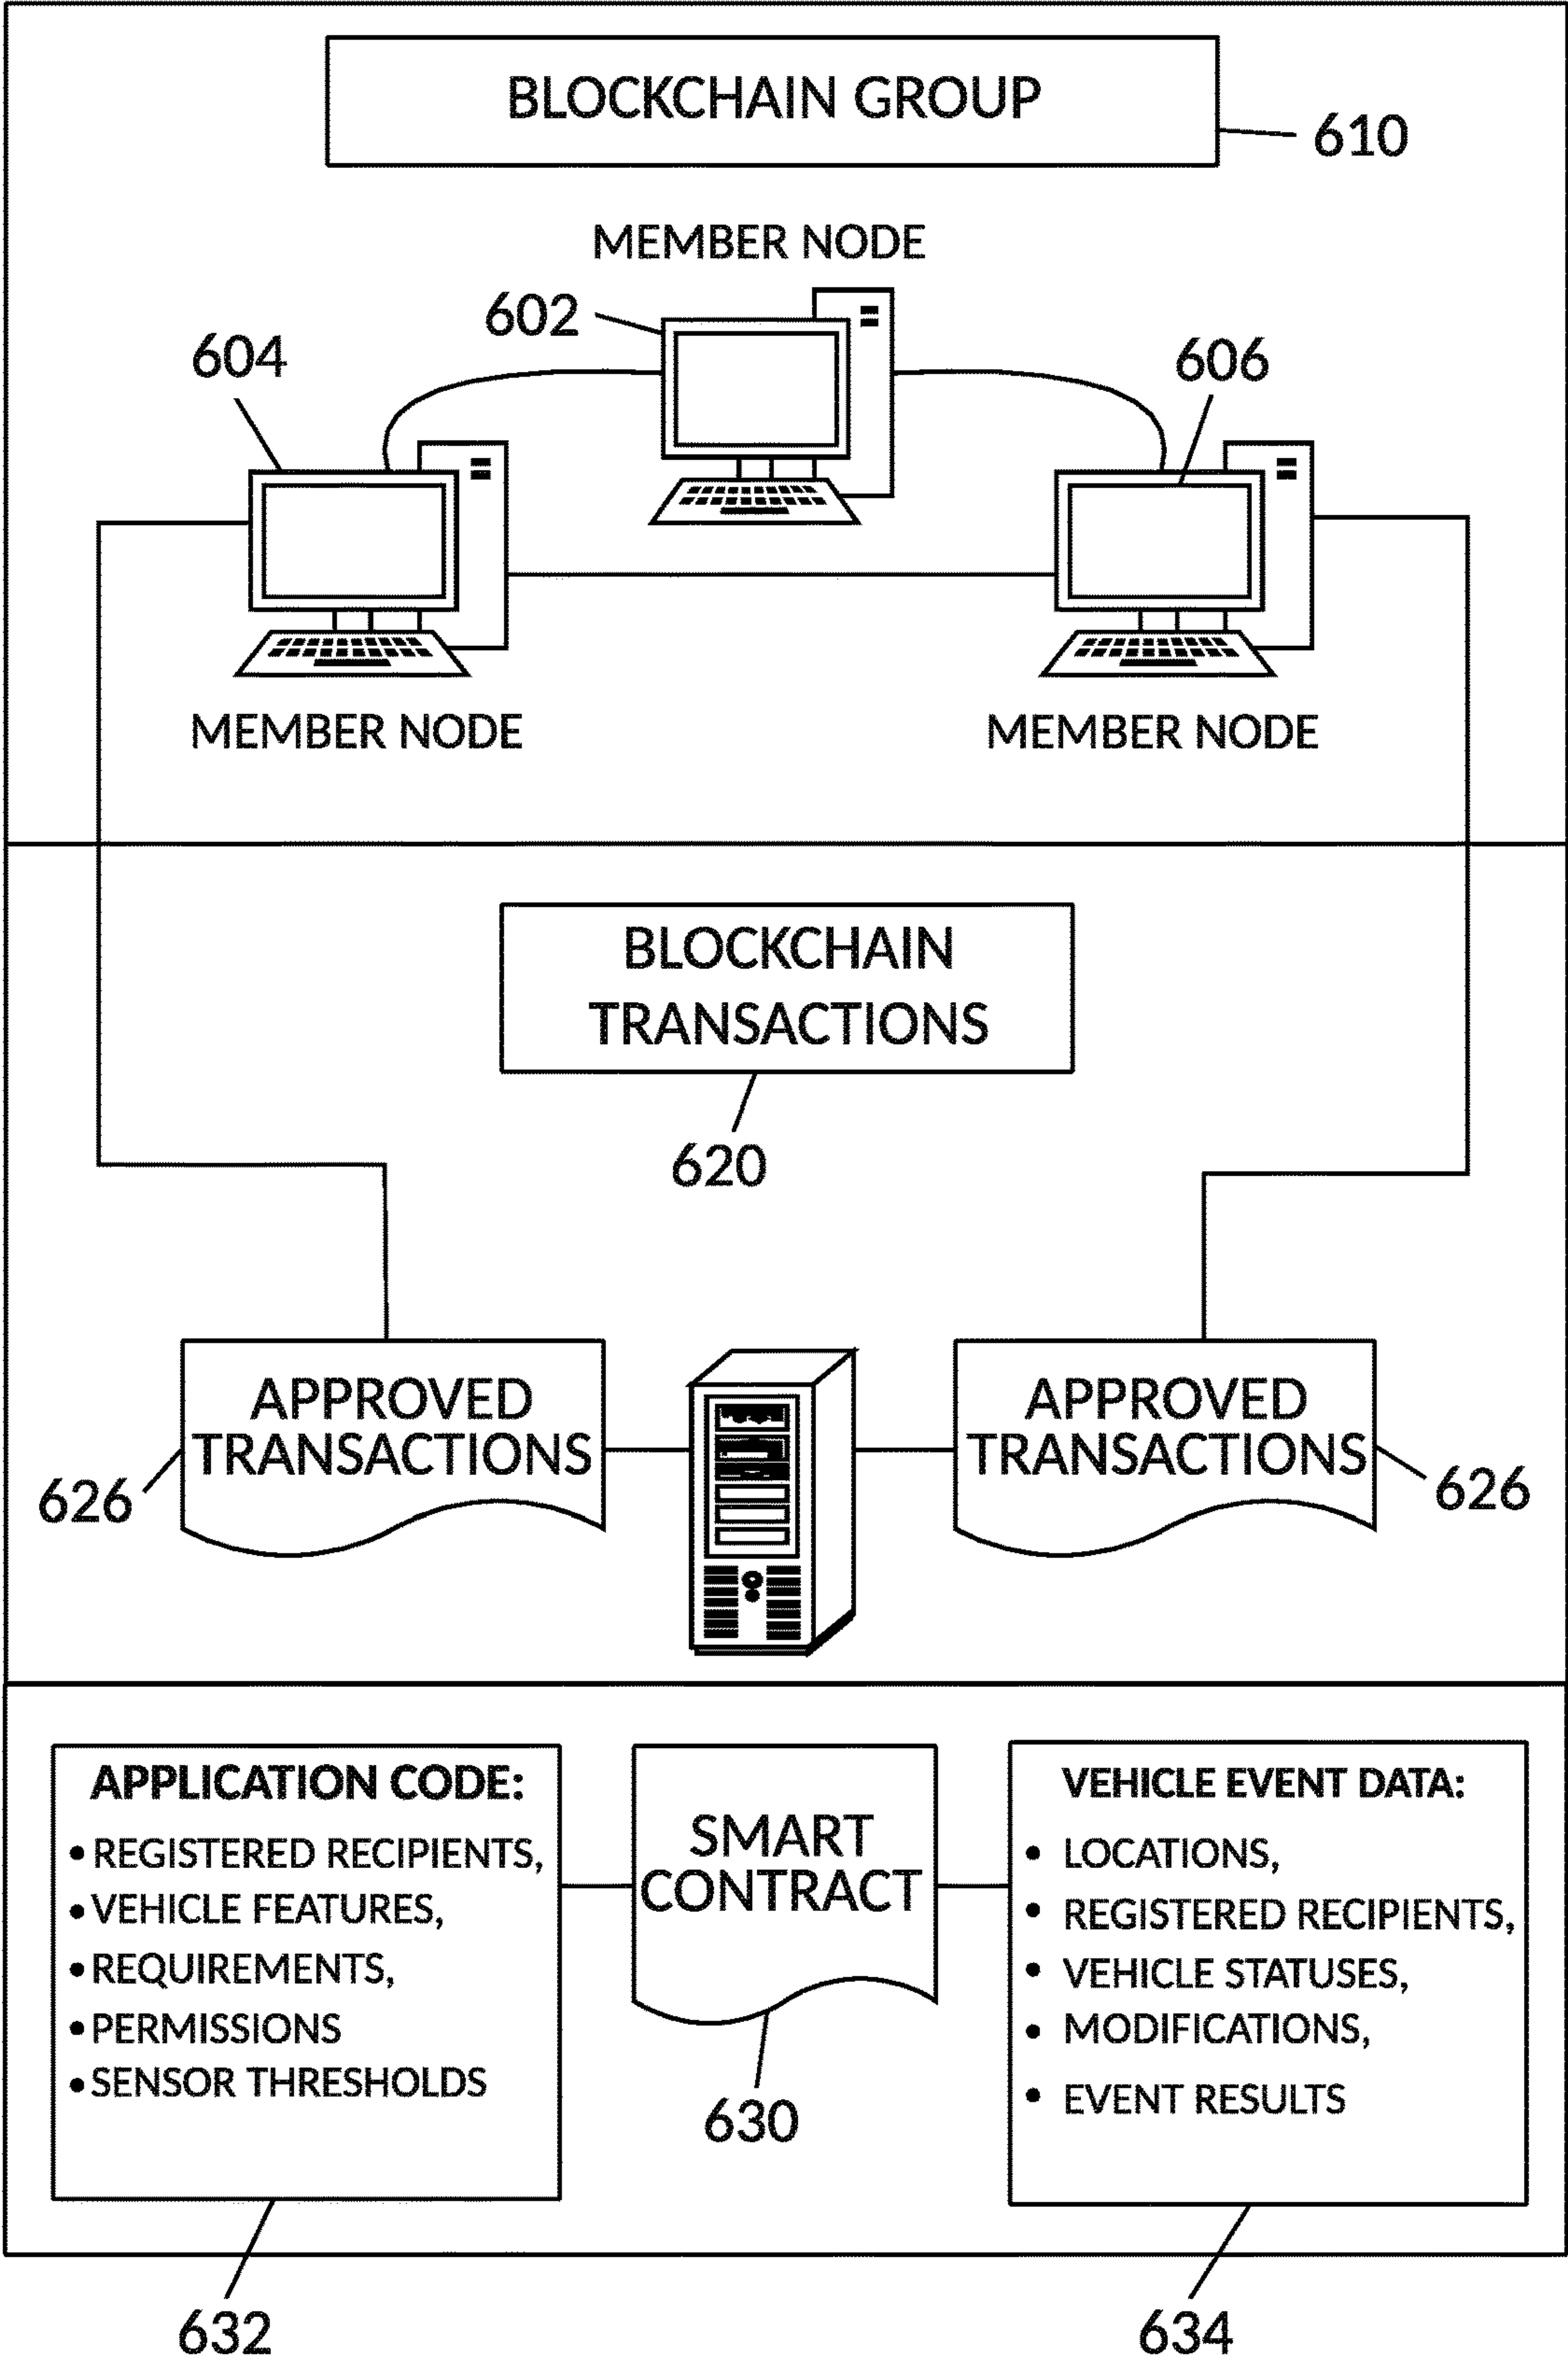 BLOCKCHAIN GROUP
610
MEMBER NODE
602
604
606
MEMBER NODE
MEMBER NODE
BLOCKCHAIN
TRANSACTIONS
620
APPROVED
TRANSACTIONS
626
APPROVED
TRANSACTIONS
626
APPLICATION CODE:
• REGISTERED RECIPIENTS,
• VEHICLE FEATURES,
• REQUIREMENTS,
• PERMISSIONS
• SENSOR THRESHOLDS
632
SMART
CONTRACT
630
VEHICLE EVENT DATA:
• LOCATIONS,
• REGISTERED RECIPIENTS,
• VEHICLE STATUSES,
• MODIFICATIONS,
• EVENT RESULTS
634